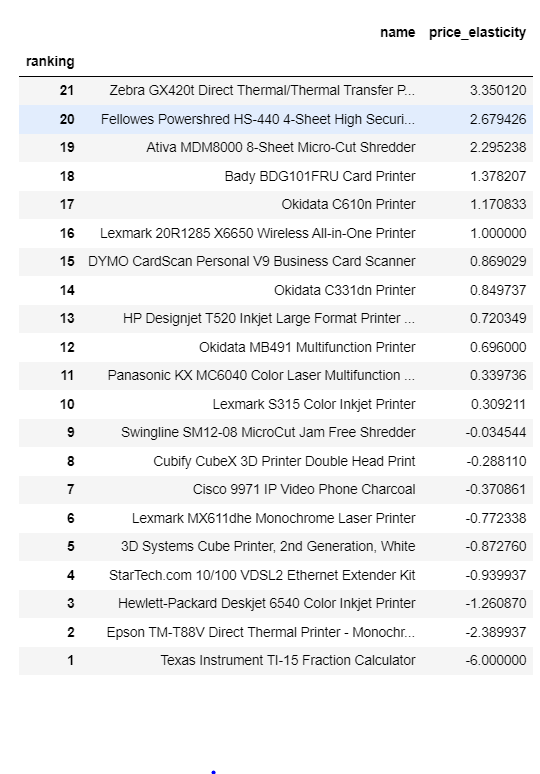 name price_elasticity
ranking
21 Zebra GX420t Direct Thermal/Thermal Transfer P... 3.350120
20 Fellowes Powershred HS-440 4-Sheet High Securi... 2.679426
19 Ativa MDM8000 8-Sheet Micro-Cut Shredder 2.295238
18 Bady BDG101FRU Card Printer 1.378207
17 Okidata C610n Printer 1.170833
16 Lexmark 20R1285 X6650 Wireless All-in-One Printer 1.000000
15 DYMO CardScan Personal V9 Business Card Scanner 0.869029
14 Okidata C331dn Printer 0.849737
13 HP Designjet T520 Inkjet Large Format Printer ... 0.720349
12 Okidata MB491 Multifunction Printer 0.696000
11 Panasonic KX MC6040 Color Laser Multifunction ... 0.339736
10 Lexmark S315 Color Inkjet Printer 0.309211
9 Swingline SM12-08 MicroCut Jam Free Shredder -0.034544
8 Cubify CubeX 3D Printer Double Head Print -0.288110
7 Cisco 9971 IP Video Phone Charcoal -0.370861
6 Lexmark MX611dhe Monochrome Laser Printer -0.772338
5 3D Systems Cube Printer, 2nd Generation, White -0.872760
4 StarTech.com 10/100 VDSL2 Ethernet Extender Kit -0.939937
3 Hewlett-Packard Deskjet 6540 Color Inkjet Printer -1.260870
2 Epson TM-T88V Direct Thermal Printer - Monochr... -2.389937
1 Texas Instrument TI-15 Fraction Calculator -6.000000